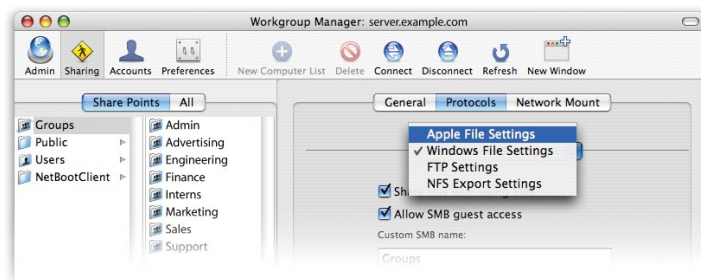 Workgroup Manager: server.example.com
Admin Sharing Accounts Preferences New Computer List Delete Connect Disconnect Refresh New Window
Share Points All
General Protocols Network Mount
Groups
Public
Users
NetBootClient
Admin
Advertising
Engineering
Finance
Interns
Marketing
Sales
Support
Apple File Settings
✓ Windows File Settings
FTP Settings
NFS Export Settings
Allow SMB guest access
Custom SMB name:
Groups